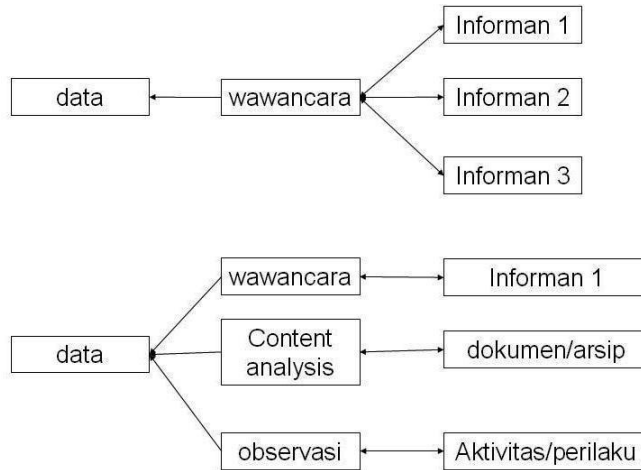 Informan 1
data
wawancara
Informan 2
Informan 3
wawancara
Informan 1
data
Content
analysis
dokumen/arsip
observasi
Aktivitas/perilaku